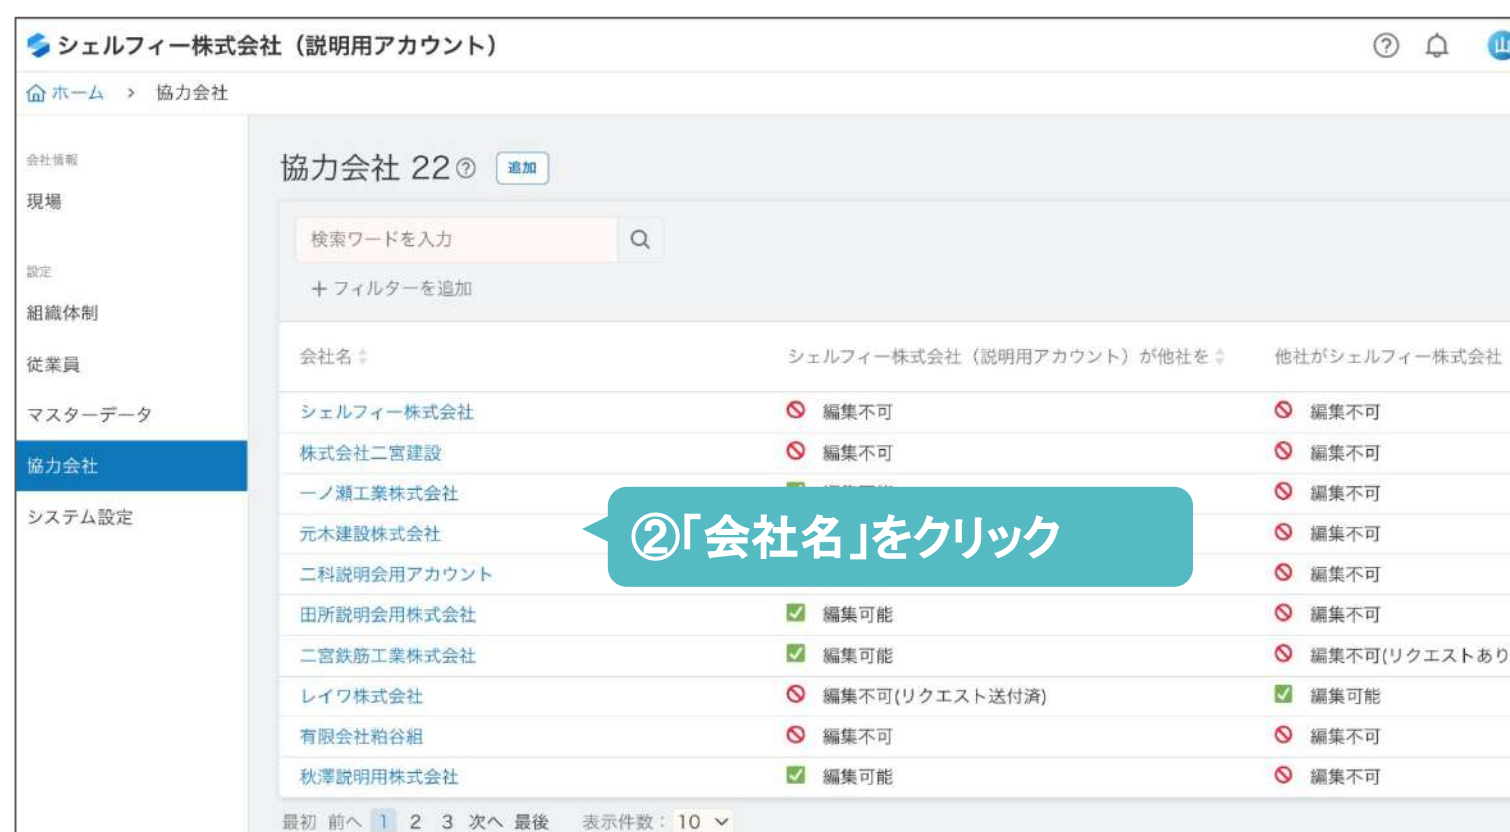 シェルフィー株式会社（説明用アカウント）
山
ホーム > 協力会社
会社情報
現場
設定
組織体制
従業員
マスターデータ
協力会社
システム設定
協力会社 22 追加
検索ワードを入力
+ フィルターを追加
会社名 シェルフィー株式会社（説明用アカウント）が他社を 他社がシェルフィー株式会社
シェルフィー株式会社 編集不可 編集不可
株式会社二宮建設 編集不可 編集不可
一ノ瀬工業株式会社 編集不可
元木建設株式会社 編集不可
②「会社名」をクリック
二科説明会用アカウント 編集不可
田所説明会用株式会社 編集可能 編集不可
二宮鉄筋工業株式会社 編集可能 編集不可(リクエストあり
レイワ株式会社 編集不可(リクエスト送付済) 編集可能
有限会社粕谷組 編集不可 編集不可
秋澤説明用株式会社 編集可能 編集不可
最初 前へ 1 2 3 次へ 最後 表示件数： 10